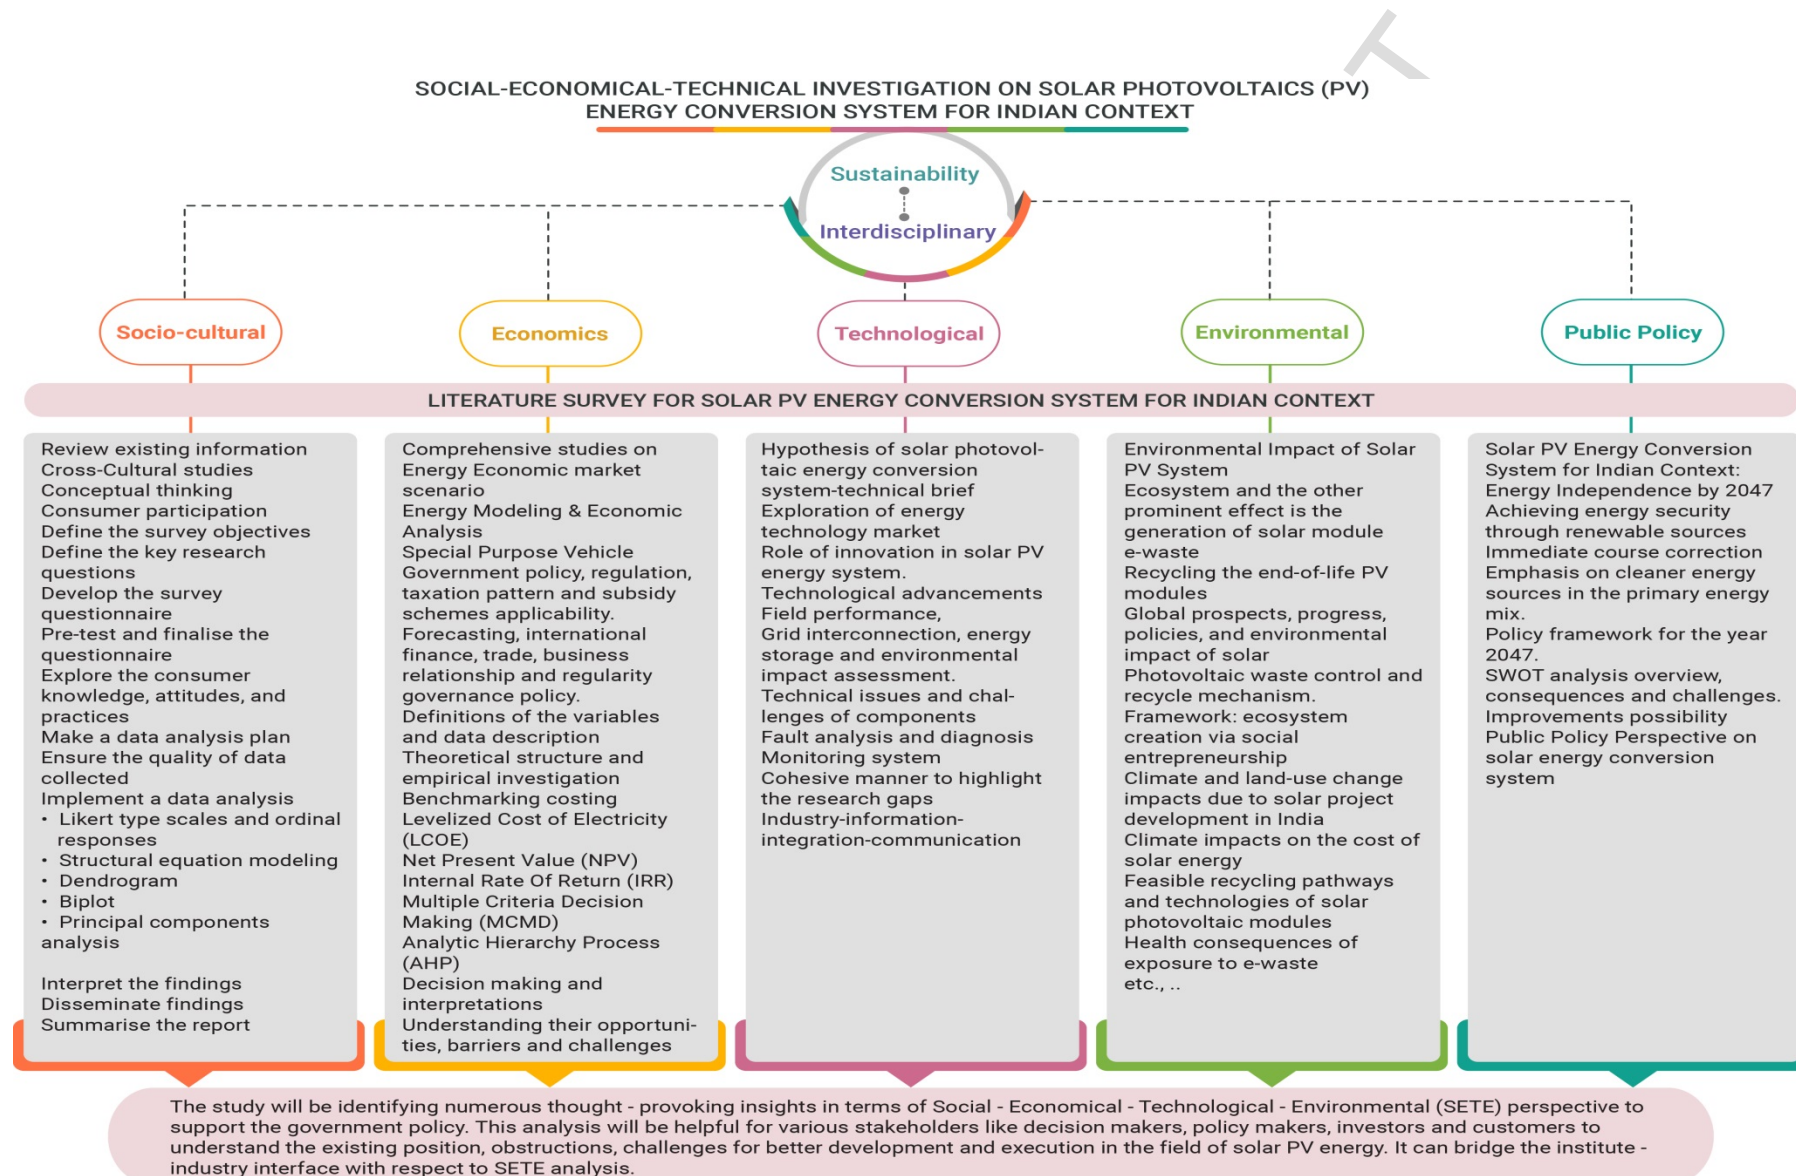 SOCIAL-ECONOMICAL-TECHNICAL INVESTIGATION ON SOLAR PHOTOVOLTAICS (PV)
ENERGY CONVERSION SYSTEM FOR INDIAN CONTEXT
Sustainability
Interdisciplinary
Socio-cultural
Economics
Technological
Environmental
Public Policy
LITERATURE SURVEY FOR SOLAR PV ENERGY CONVERSION SYSTEM FOR INDIAN CONTEXT
Review existing information
Cross-Cultural studies
Conceptual thinking
Consumer participation
Define the survey objectives
Define the key research
questions
Develop the survey
questionnaire
Pre-test and finalise the
questionnaire
Explore the consumer
knowledge, attitudes, and
practices
Make a data analysis plan
Ensure the quality of data
collected
Implement a data analysis
• Likert type scales and ordinal
responses
• Structural equation modeling
• Dendrogram
• Biplot
• Principal components
analysis
Interpret the findings
Disseminate findings
Summarise the report
Comprehensive studies on
Energy Economic market
scenario
Energy Modeling & Economic
Analysis
Special Purpose Vehicle
Government policy, regulation,
taxation pattern and subsidy
schemes applicability.
Forecasting, international
finance, trade, business
relationship and regularity
governance policy.
Definitions of the variables
and data description
Theoretical structure and
empirical investigation
Benchmarking costing
Levelized Cost of Electricity
(LCOE)
Net Present Value (NPV)
Internal Rate Of Return (IRR)
Multiple Criteria Decision
Making (MCMD)
Analytic Hierarchy Process
(AHP)
Decision making and
interpretations
Understanding their opportuni-
ties, barriers and challenges
Hypothesis of solar photovol-
taic energy conversion
system-technical brief
Exploration of energy
technology market
Role of innovation in solar PV
energy system.
Technological advancements
Field performance,
Grid interconnection, energy
storage and environmental
impact assessment.
Technical issues and chal-
lenges of components
Fault analysis and diagnosis
Monitoring system
Cohesive manner to highlight
the research gaps
Industry-information-
integration-communication
Environmental Impact of Solar
PV System
Ecosystem and the other
prominent effect is the
generation of solar module
e-waste
Recycling the end-of-life PV
modules
Global prospects, progress,
policies, and environmental
impact of solar
Photovoltaic waste control and
recycle mechanism.
Framework: ecosystem
creation via social
entrepreneurship
Climate and land-use change
impacts due to solar project
development in India
Climate impacts on the cost of
solar energy
Feasible recycling pathways
and technologies of solar
photovoltaic modules
Health consequences of
exposure to e-waste
etc., ..
Solar PV Energy Conversion
System for Indian Context:
Energy Independence by 2047
Achieving energy security
through renewable sources
Immediate course correction
Emphasis on cleaner energy
sources in the primary energy
mix.
Policy framework for the year
2047.
SWOT analysis overview,
consequences and challenges.
Improvements possibility
Public Policy Perspective on
solar energy conversion
system
The study will be identifying numerous thought - provoking insights in terms of Social - Economical - Technological - Environmental (SETE) perspective to
support the government policy. This analysis will be helpful for various stakeholders like decision makers, policy makers, investors and customers to
understand the existing position, obstructions, challenges for better development and execution in the field of solar PV energy. It can bridge the institute -
industry interface with respect to SETE analysis.